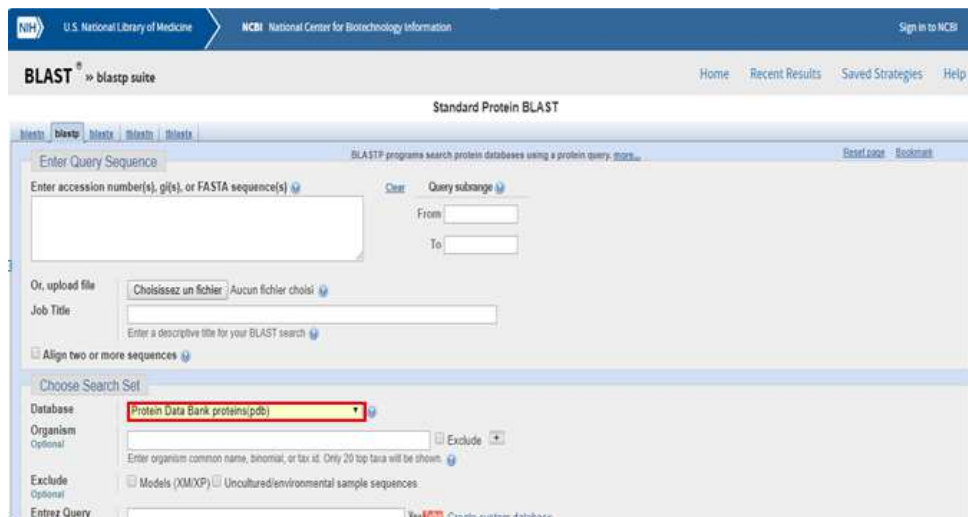 NIH U.S. National Library of Medicine NCBI National Center for Biotechnology Information Sign in to NCBI
BLAST ® » blastp suite Home Recent Results Saved Strategies Help
Standard Protein BLAST
blastn blastp blastx tblastn tblastx
Enter Query Sequence BLASTP programs search protein databases using a protein query. more... Reset page Bookmark
Enter accession number(s), gi(s), or FASTA sequence(s) Clear Query subrange
From
To
Or, upload file Choisissez un fichier Aucun fichier choisi
Job Title
Enter a descriptive title for your BLAST search
Align two or more sequences
Choose Search Set
Database Protein Data Bank proteins(pdb)
Organism
Optional
Exclude +
Enter organism common name, binomial, or tax id. Only 20 top taxa will be shown.
Exclude Models (XM/XP) Uncultured/environmental sample sequences
Optional
Entrez Query Create custom database